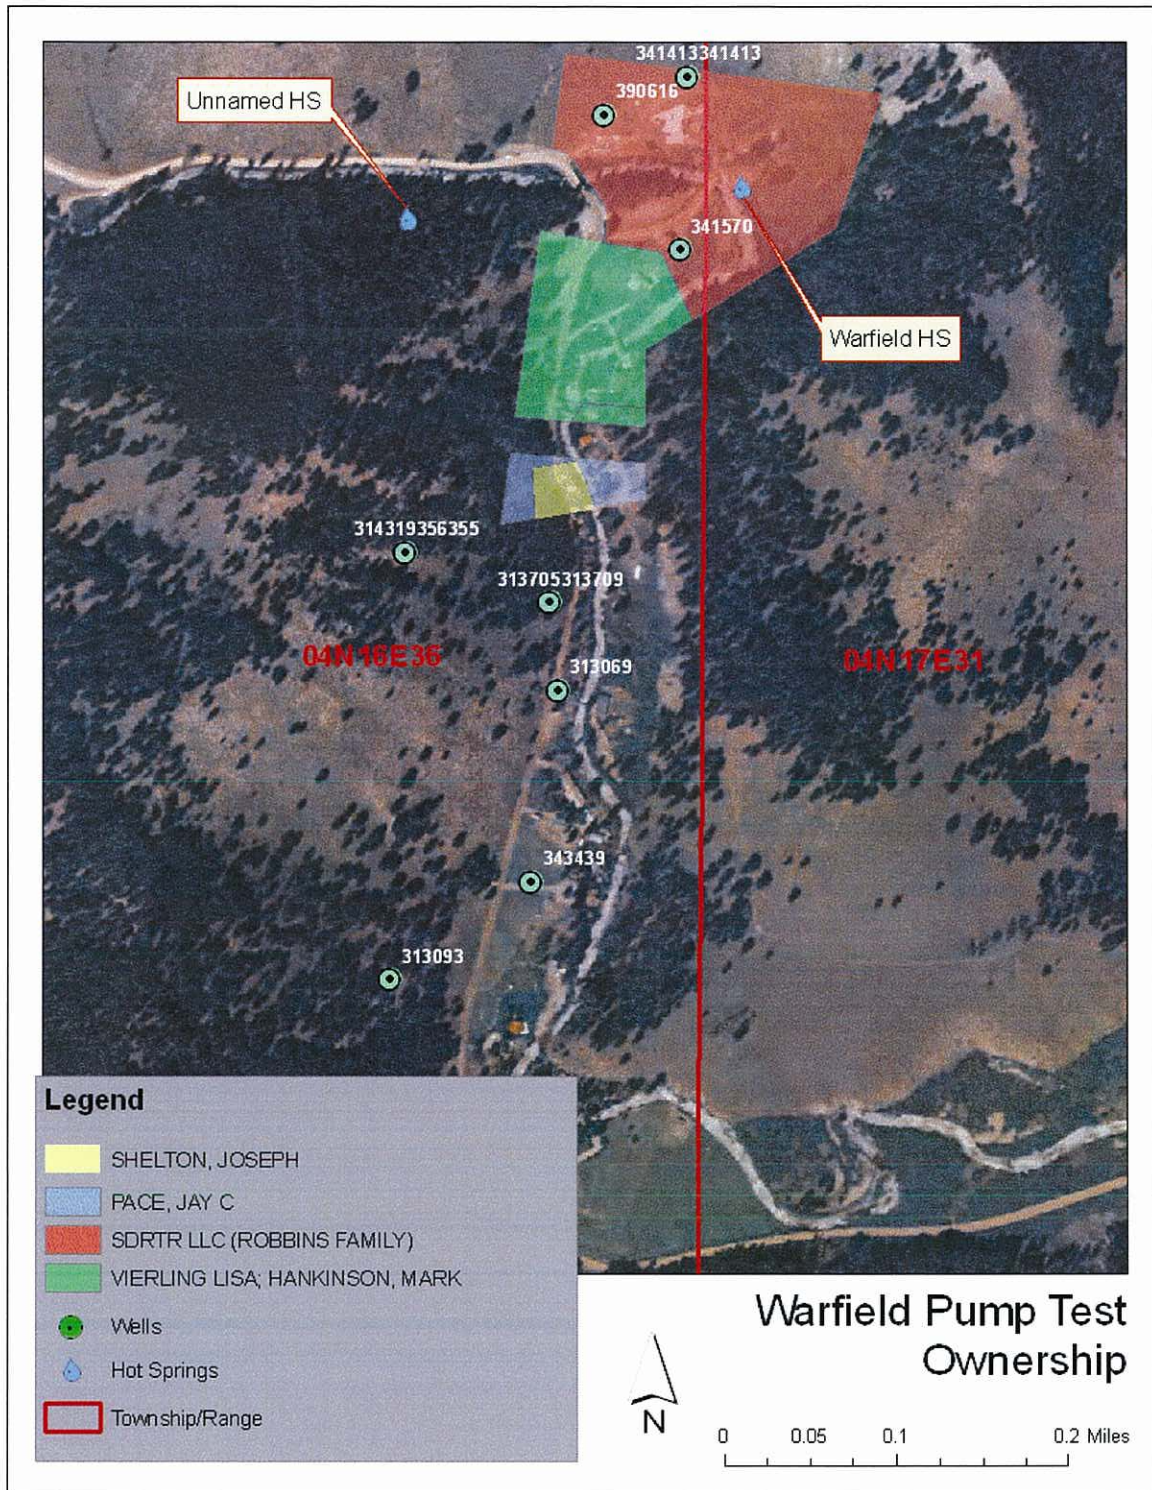 341413341413
390616
Unnamed HS
341570
Warfield HS
314319356355
313705313709
04N16E36
04N17E31
313069
343439
313093
Legend
SHELTON, JOSEPH
PACE, JAY C
SDRTR LLC (ROBBINS FAMILY)
VIERLING LISA; HANKINSON, MARK
Wells
Hot Springs
Township/Range
Warfield Pump Test
Ownership
N
0 0.05 0.1 0.2 Miles